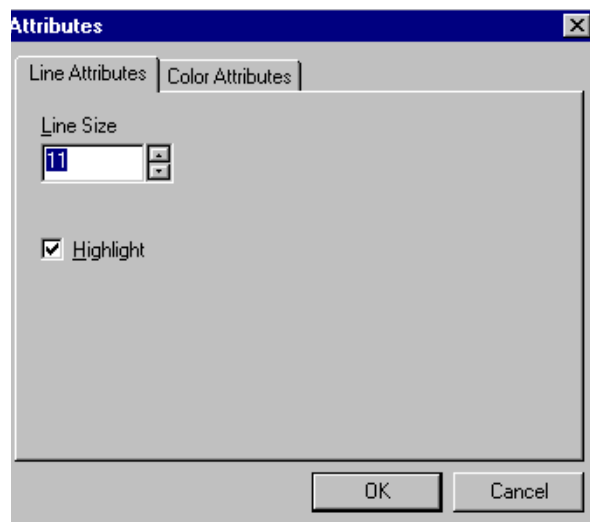 Attributes
Line Attributes Color Attributes
Line Size
11
Highlight
OK Cancel